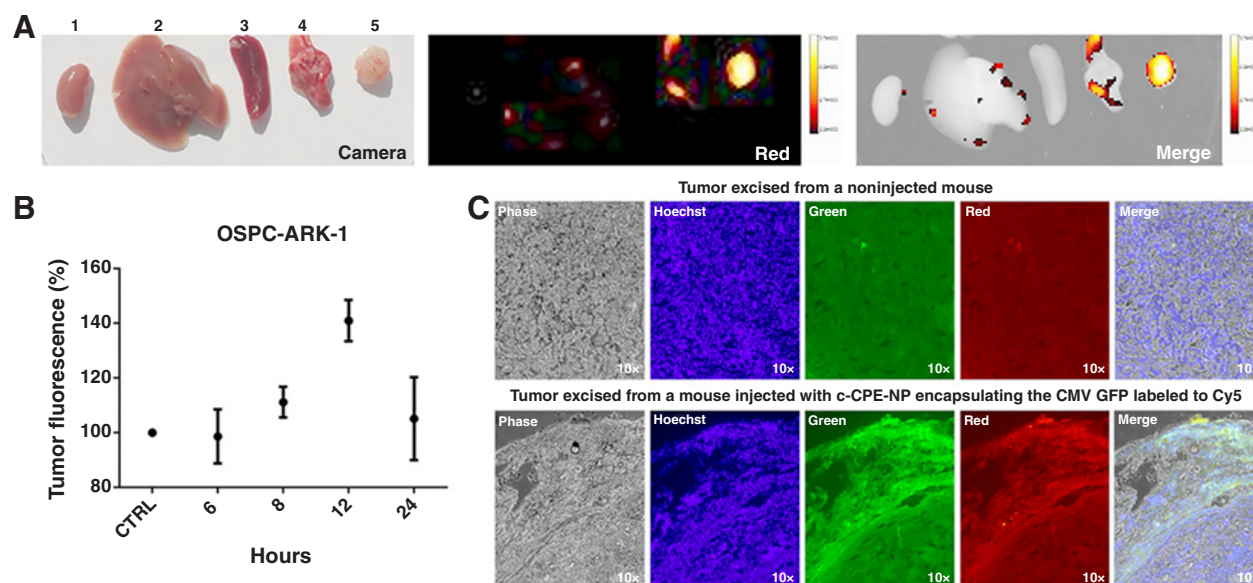 A
1 2 3 4 5
Camera
Red
Merge
B
OSPC-ARK-1
Tumor fluorescence (%)
160
140
120
100
80
CTRL 6 8 12 24
Hours
C
Tumor excised from a noninjected mouse
Phase Hoechst Green Red Merge
10× 10× 10× 10× 10
Tumor excised from a mouse injected with c-CPE-NP encapsulating the CMV GFP labeled to Cy5
Phase Hoechst Green Red Merge
10× 10× 10× 10× 10